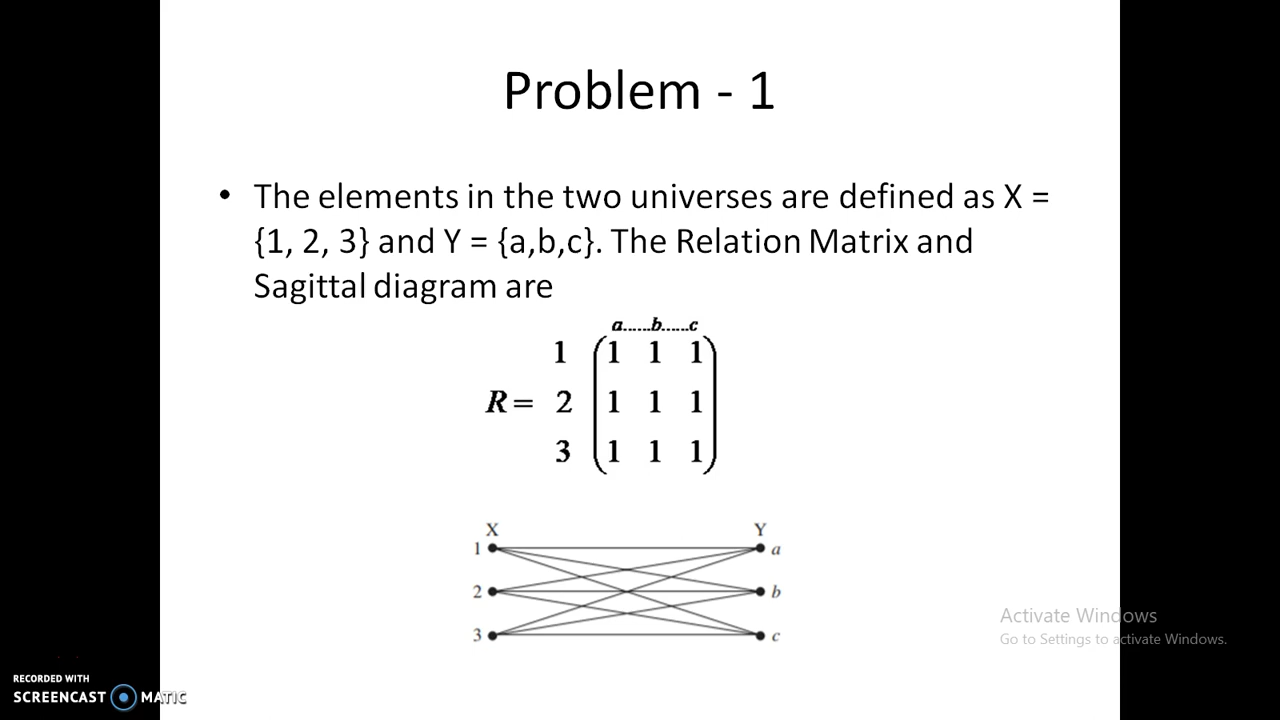 Problem - 1
• The elements in the two universes are defined as X =
{1, 2, 3} and Y = {a,b,c}. The Relation Matrix and
Sagittal diagram are
a......b......c
1 1 1 1
R = 2 1 1 1
3 1 1 1
X Y
1 a
2 b
3 c
Activate Windows
Go to Settings to activate Windows.
RECORDED WITH
SCREENCAST MATIC